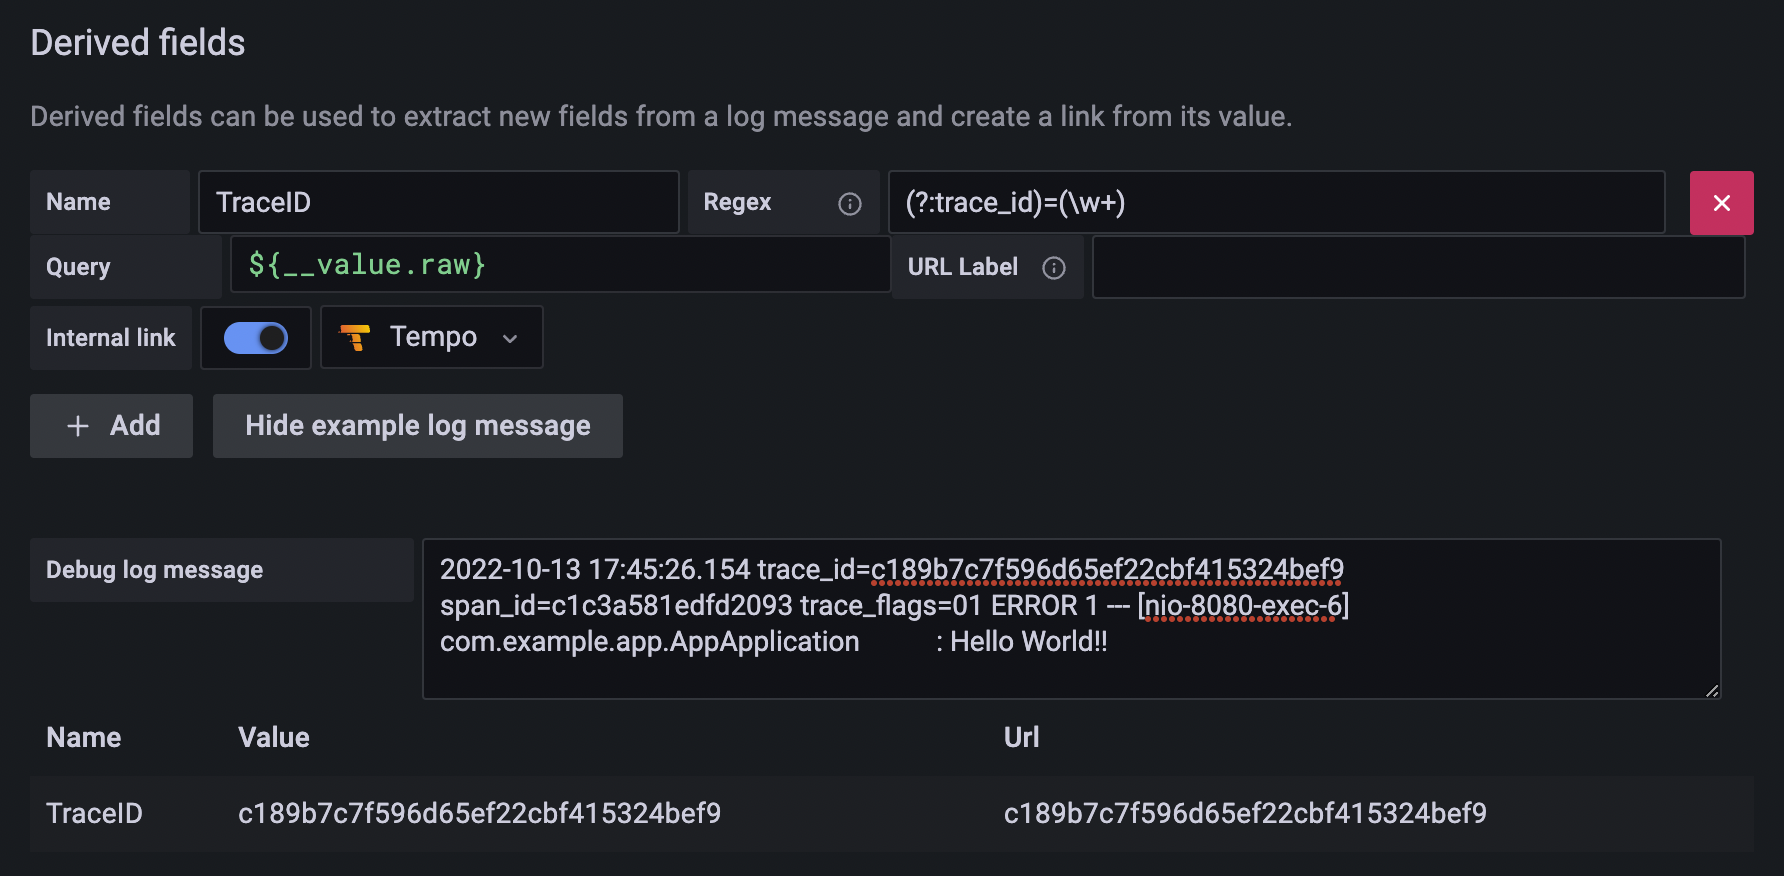 Derived fields
Derived fields can be used to extract new fields from a log message and create a link from its value.
Name TraceID Regex (?:trace_id)=(\w+)
Query ${__value.raw} URL Label
Internal link Tempo
+ Add Hide example log message
Debug log message 2022-10-13 17:45:26.154 trace_id=c189b7c7f596d65ef22cbf415324bef9
span_id=c1c3a581edfd2093 trace_flags=01 ERROR 1 --- [nio-8080-exec-6]
com.example.app.AppApplication : Hello World!!
Name Value Url
TraceID c189b7c7f596d65ef22cbf415324bef9 c189b7c7f596d65ef22cbf415324bef9